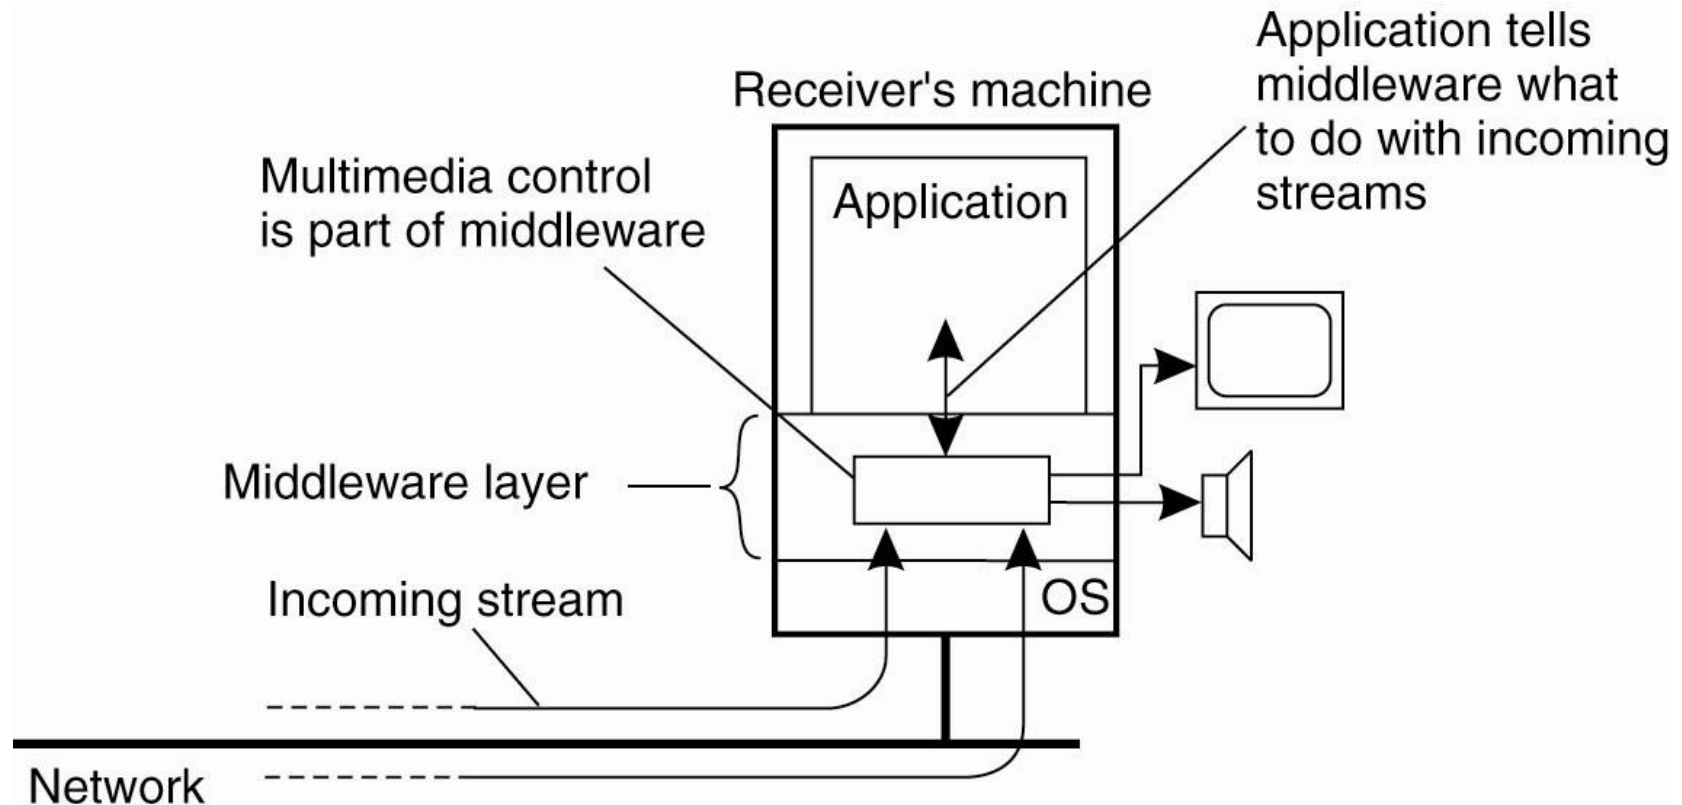 Application tells
middleware what
to do with incoming
streams
Receiver's machine
Multimedia control
is part of middleware
Application
Middleware layer
Incoming stream
OS
Network